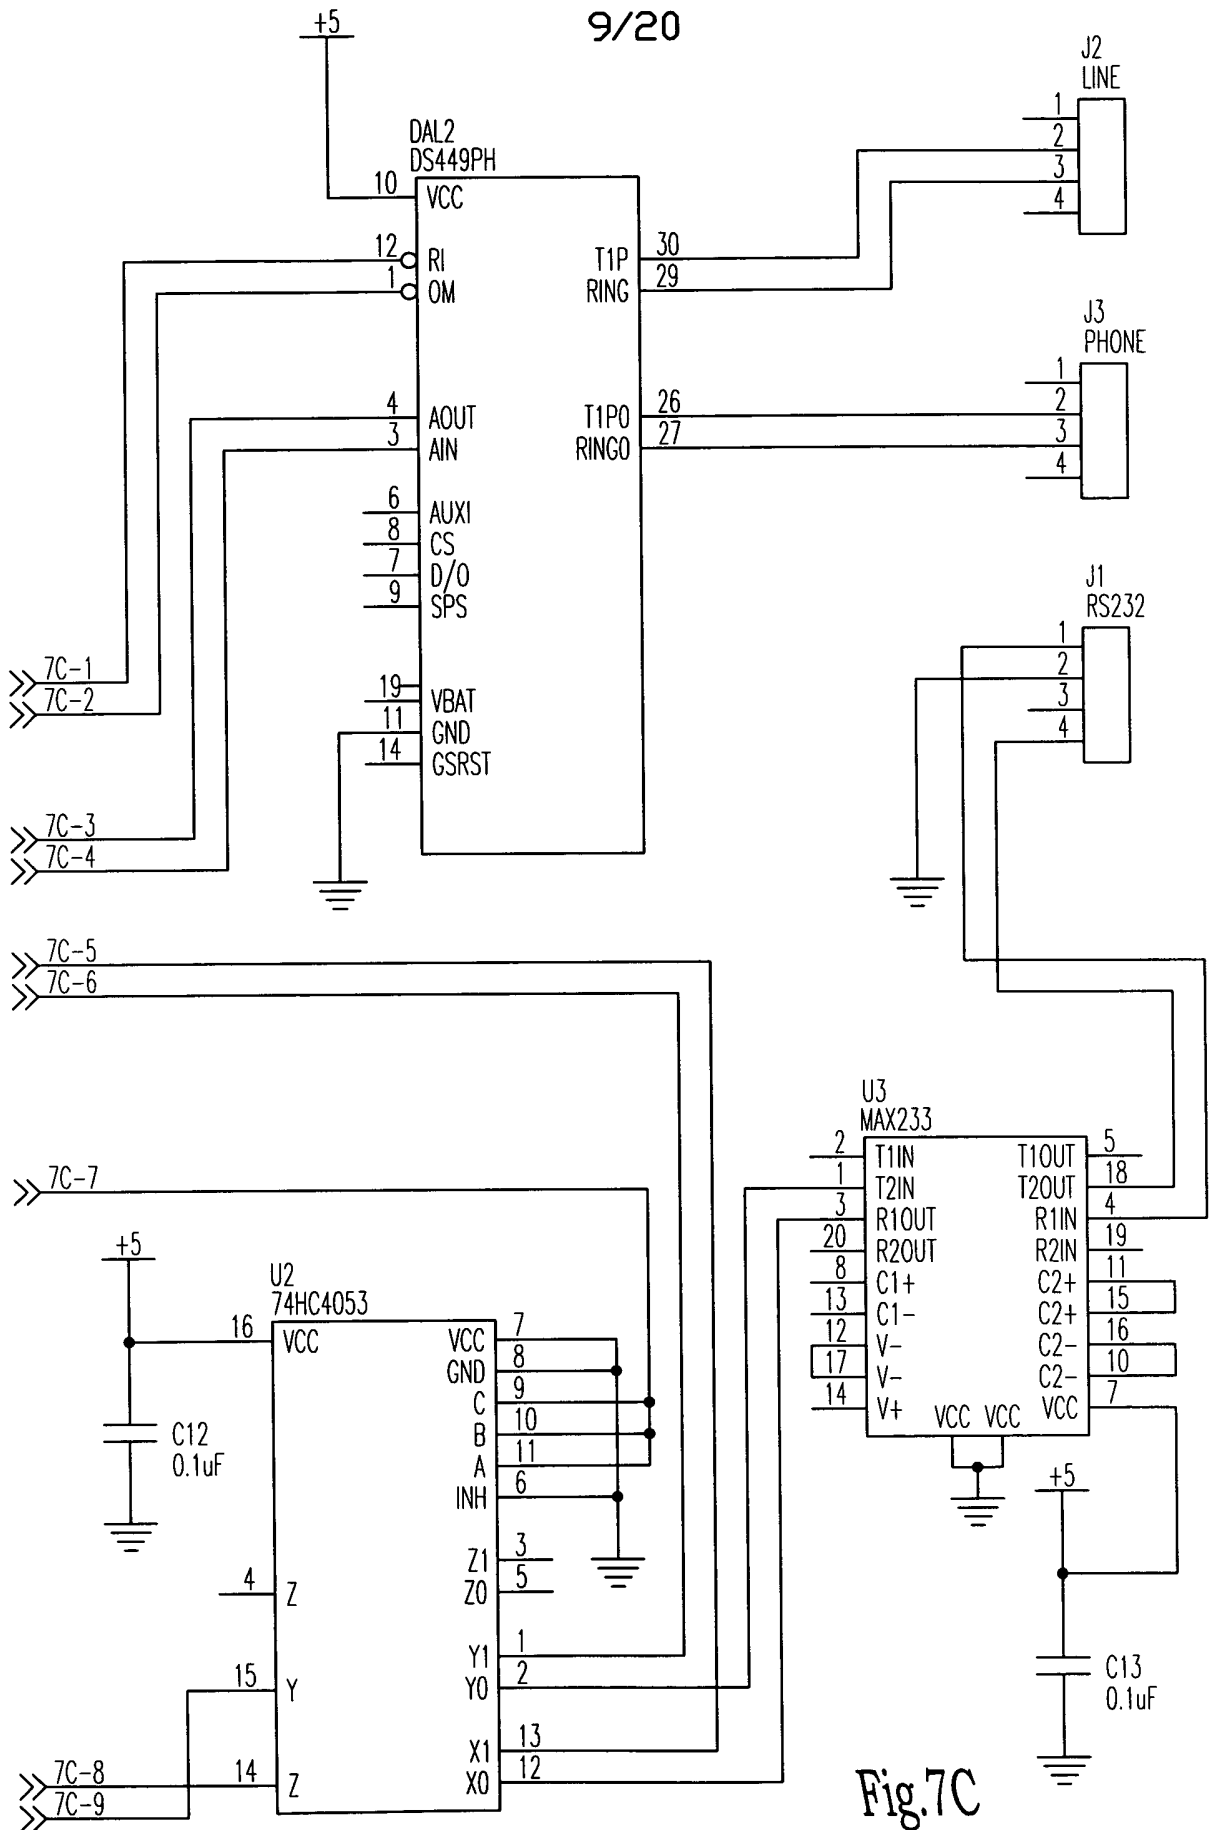 9/20
+5
DAL2
DS449PH
10 VCC
12 RI
1 OM
4 AOUT
3 AIN
6 AUXI
8 CS
7 D/O
9 SPS
19 VBAT
11 GND
14 GSRST
T1P 30
RING 29
T1PO 26
RINGO 27
J2
LINE
1
2
3
4
J3
PHONE
1
2
3
4
J1
RS232
1
2
3
4
7C-1
7C-2
7C-3
7C-4
7C-5
7C-6
7C-7
U3
MAX233
2 T1IN
1 T2IN
3 R1OUT
20 R2OUT
8 C1+
13 C1-
12 V-
17 V-
14 V+
T1OUT 5
T2OUT 18
R1IN 4
R2IN 19
C2+ 11
C2+ 15
C2- 16
C2- 10
VCC 7
VCC VCC
+5
C13
0.1uF
+5
C12
0.1uF
U2
74HC4053
16 VCC
4 Z
15 Y
14 Z
VCC 7
GND 8
C 9
B 10
A 11
INH 6
Z1 3
Z0 5
Y1 1
Y0 2
X1 13
X0 12
7C-8
7C-9
Fig.7C